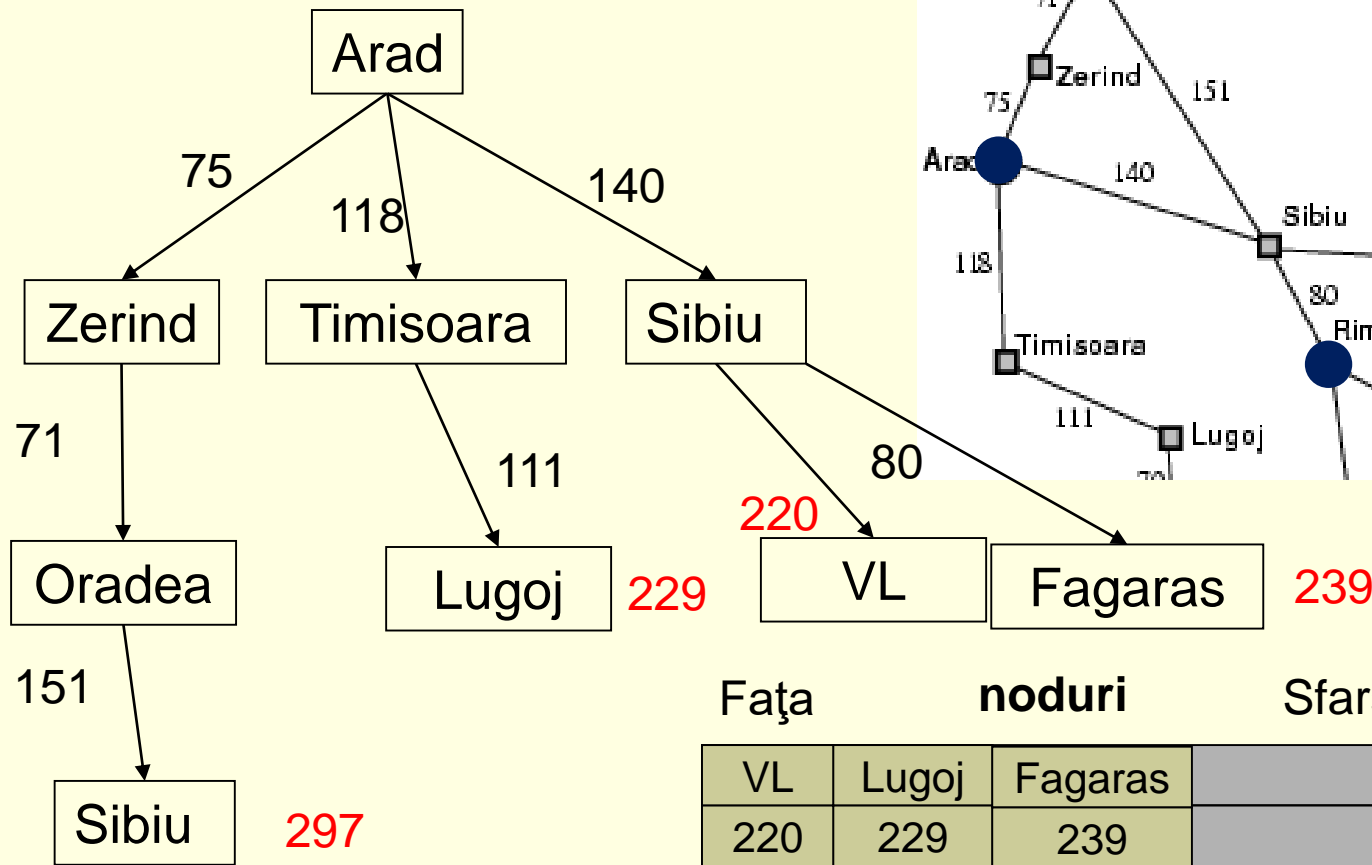 Arad
75
118
140
Zerind
Timisoara
Sibiu
71
111
80
220
Oradea
Lugoj
229
VL
Fagaras
239
151
Sibiu
297
Zerind
75
151
Arad
140
Sibiu
118
80
Timisoara
111
Lugoj
Faţa noduri
VL Lugoj Fagaras
220 229 239